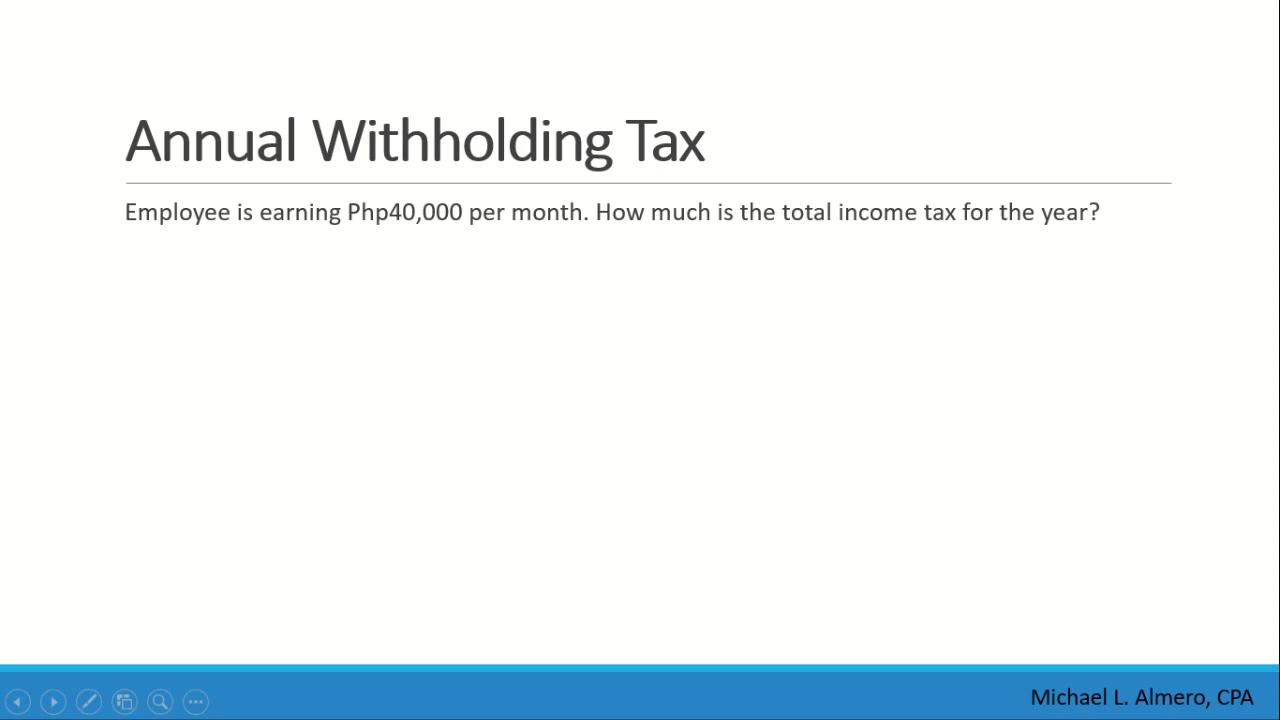 Annual Withholding Tax
Employee is earning Php40,000 per month. How much is the total income tax for the year?
Michael L. Almero, CPA